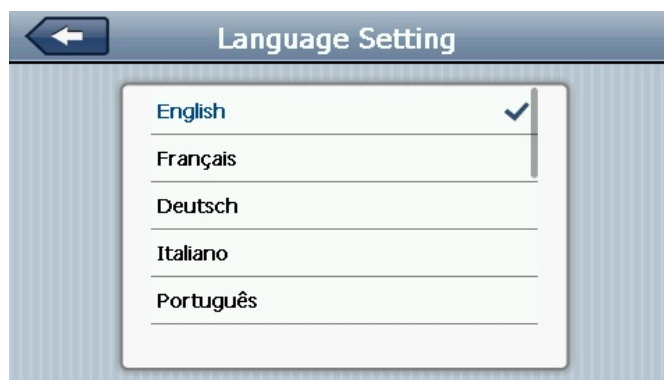 Language Setting
English
Français
Deutsch
Italiano
Português